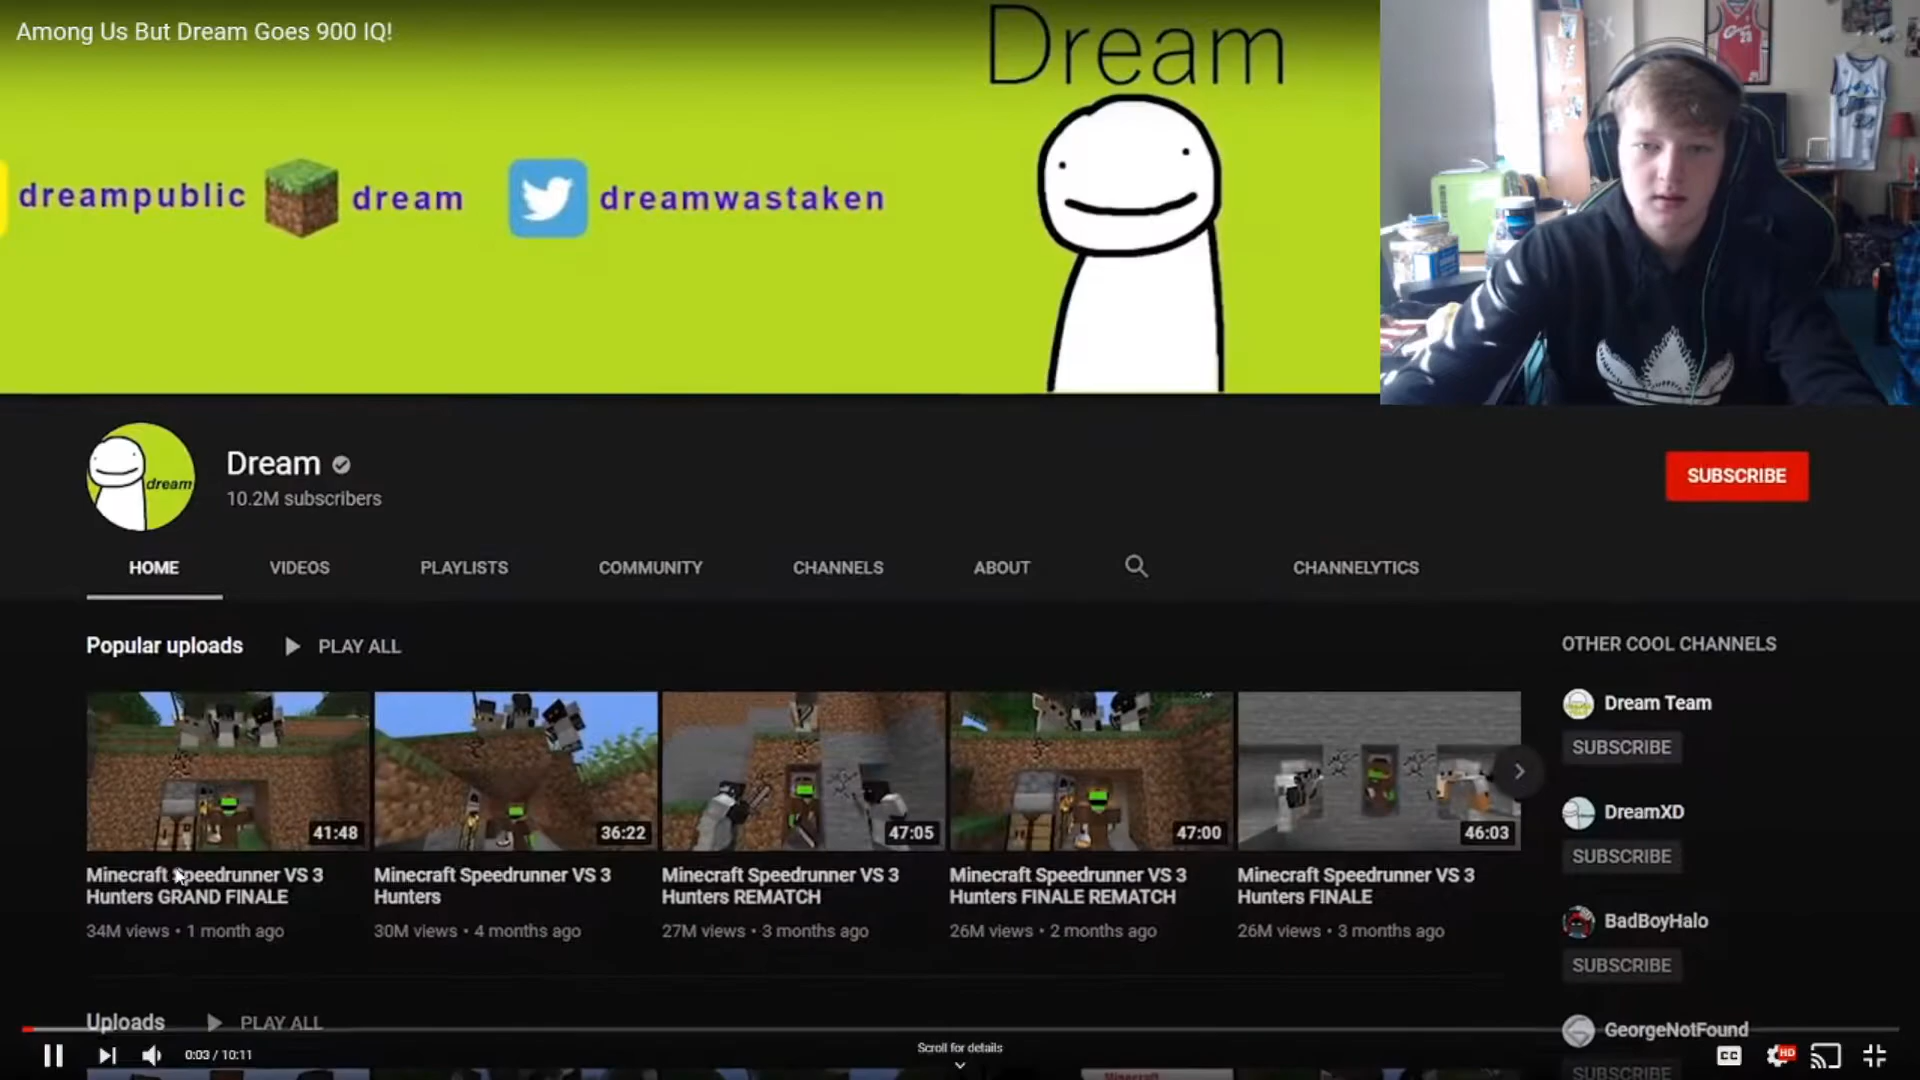 Among Us But Dream Goes 900 IQ!
Dream
dreampublic
dream
dreamwastaken
dream
Dream
10.2M subscribers
SUBSCRIBE
HOME
VIDEOS
PLAYLISTS
COMMUNITY
CHANNELS
ABOUT
CHANNELYTICS
Popular uploads
PLAY ALL
OTHER COOL CHANNELS
41:48
36:22
47:05
47:00
46:03
Minecraft Speedrunner VS 3
Hunters GRAND FINALE
34M views • 1 month ago
Minecraft Speedrunner VS 3
Hunters
30M views • 4 months ago
Minecraft Speedrunner VS 3
Hunters REMATCH
27M views • 3 months ago
Minecraft Speedrunner VS 3
Hunters FINALE REMATCH
26M views • 2 months ago
Minecraft Speedrunner VS 3
Hunters FINALE
26M views • 3 months ago
Dream Team
SUBSCRIBE
DreamXD
SUBSCRIBE
BadBoyHalo
SUBSCRIBE
GeorgeNotFound
SUBSCRIBE
Uploads
PLAY ALL
0:03 / 10:11
Scroll for details
CC
HD
Minecraft
23